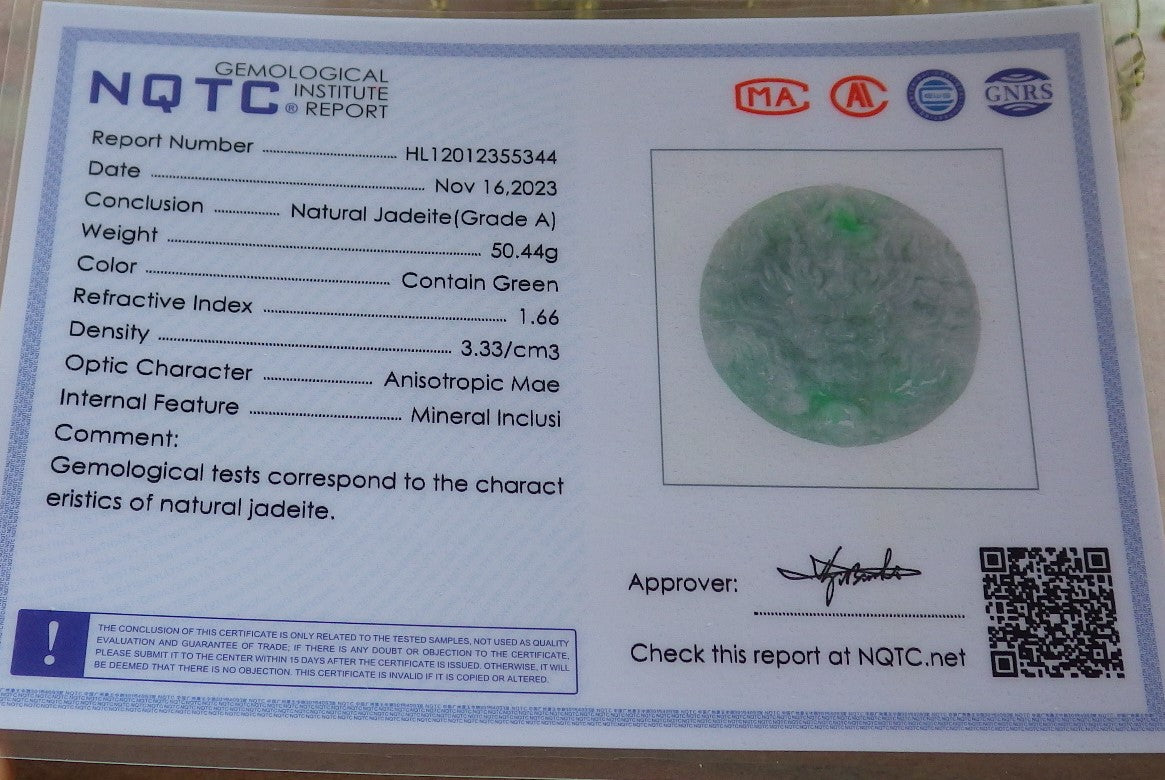 NQTC® GEMOLOGICAL INSTITUTE REPORT
MA
GNRS
Report Number HL12012355344
Date Nov 16,2023
Conclusion Natural Jadeite(Grade A)
Weight 50.44g
Color Contain Green
Refractive Index 1.66
Density 3.33/cm3
Optic Character Anisotropic Mae
Internal Feature Mineral Inclusi
Comment:
Gemological tests correspond to the charact
eristics of natural jadeite.
Approver:
Check this report at NQTC.net
!
THE CONCLUSION OF THIS CERTIFICATE IS ONLY RELATED TO THE TESTED SAMPLES, NOT USED AS QUALITY
EVALUATION AND GUARANTEE OF TRADE; IF THERE IS ANY DOUBT OR OBJECTION TO THE CERTIFICATE,
PLEASE SUBMIT IT TO THE CENTER WITHIN 15 DAYS AFTER THE CERTIFICATE IS ISSUED. OTHERWISE, IT WILL
BE DEEMED THAT THERE IS NO OBJECTION. THIS CERTIFICATE IS INVALID IF IT IS COPIED OR ALTERED.